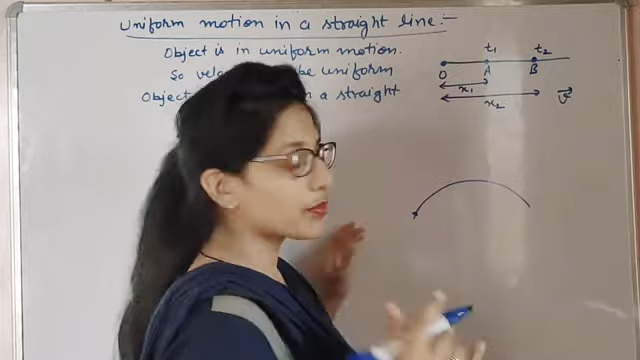 Uniform motion in a straight line:-
Object is in uniform motion.
So be uniform
Object a straight
t₁ t₂
O A B
x₁
x₂
v⃗